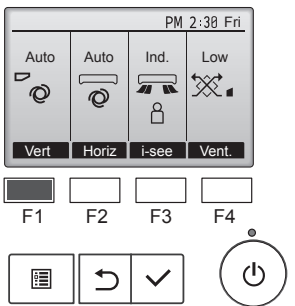 PM 2:30 Fri
Auto Auto Ind. Low
Vert Horiz i-see Vent.
F1 F2 F3 F4